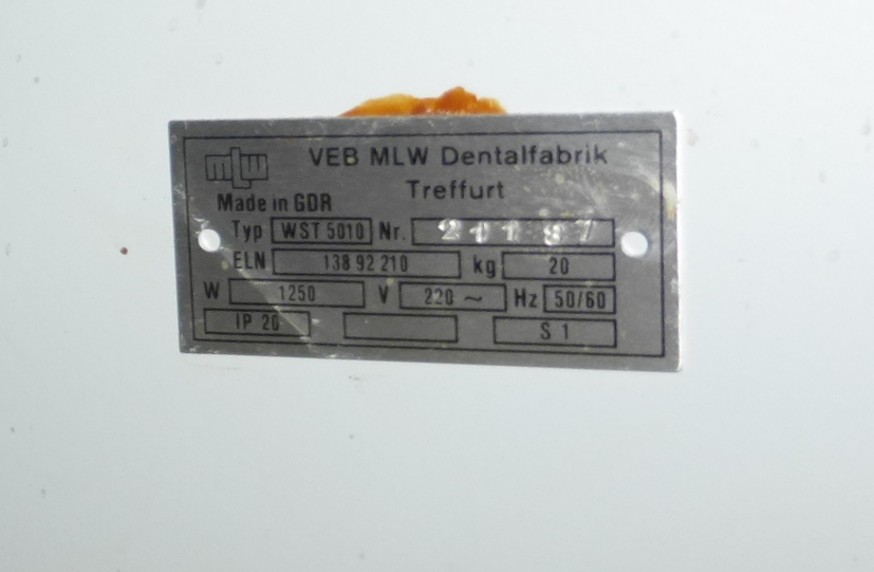 mlw VEB MLW Dentalfabrik
Treffurt
Made in GDR
Typ WST 5010 Nr. 21187
ELN 138 92 210 kg 20
W 1250 V 220 ~ Hz 50/60
IP 20 S 1